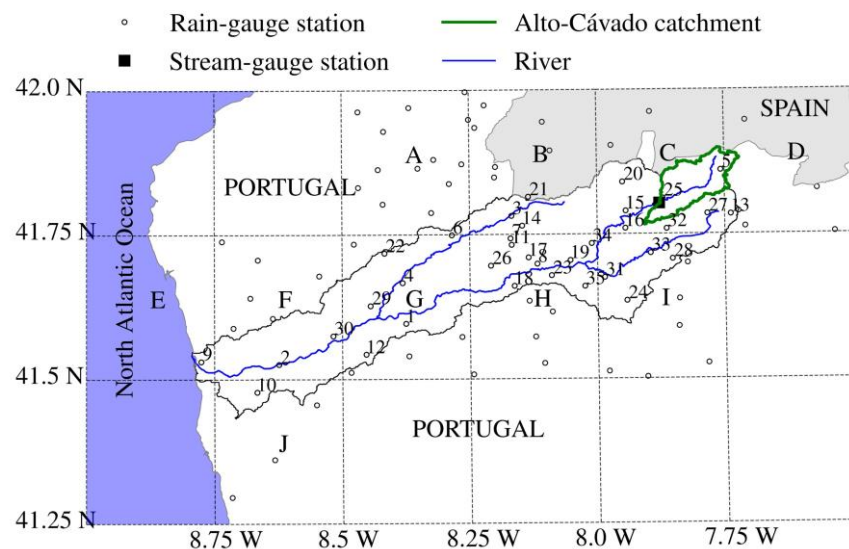 Rain-gauge station
Alto-Cávado catchment
Stream-gauge station
River
42.0 N
SPAIN
A
B
C
D
5
20
PORTUGAL
21
25
3
15
27
13
14
16
32
41.75 N
6
7
11
34
22
17
8
19
33
28
26
4
23
31
18
35
E
F
29
G
H
24
I
1
30
12
9
2
41.5 N
10
J
PORTUGAL
North Atlantic Ocean
41.25 N
8.75 W
8.5 W
8.25 W
8.0 W
7.75 W